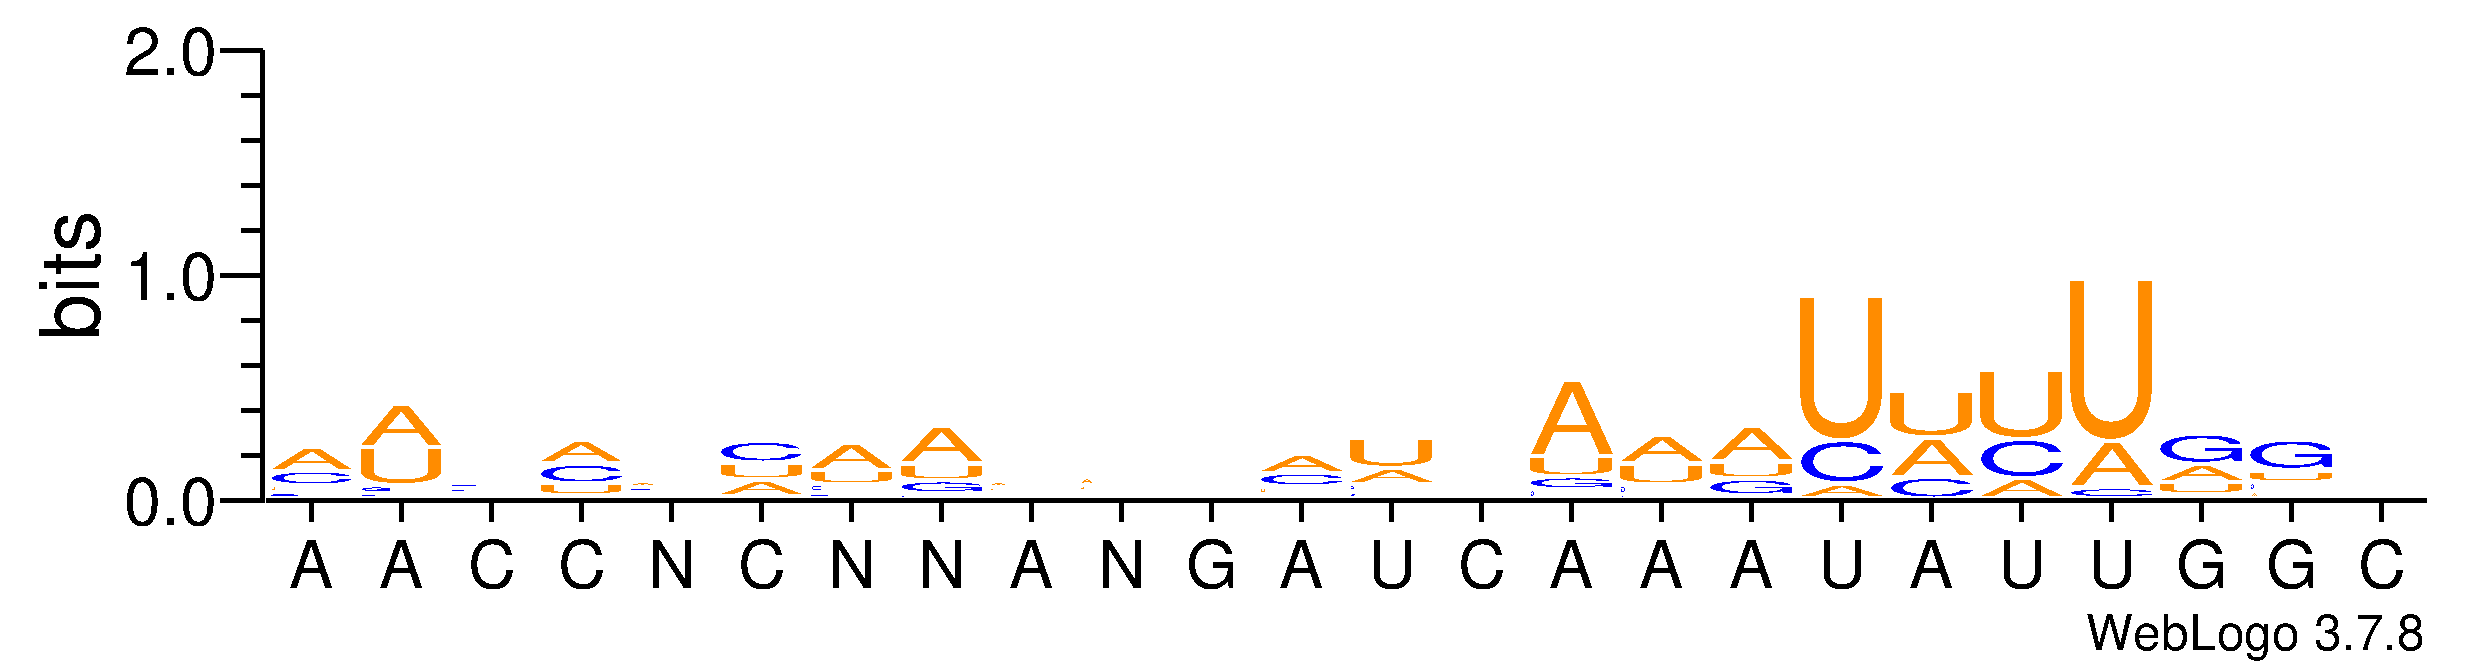 2.0
1.0
0.0
bits
A A C C N C N N A N G A U C A A A U A U U G G C
WebLogo 3.7.8